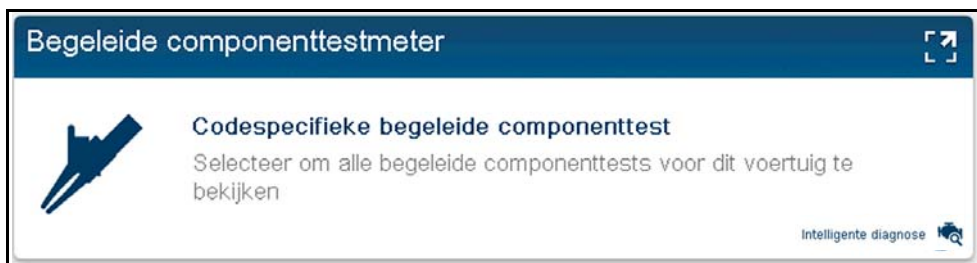 Begeleide componenttestmeter
Codespecifieke begeleide componenttest
Selecteer om alle begeleide componenttests voor dit voertuig te
bekijken
Intelligente diagnose